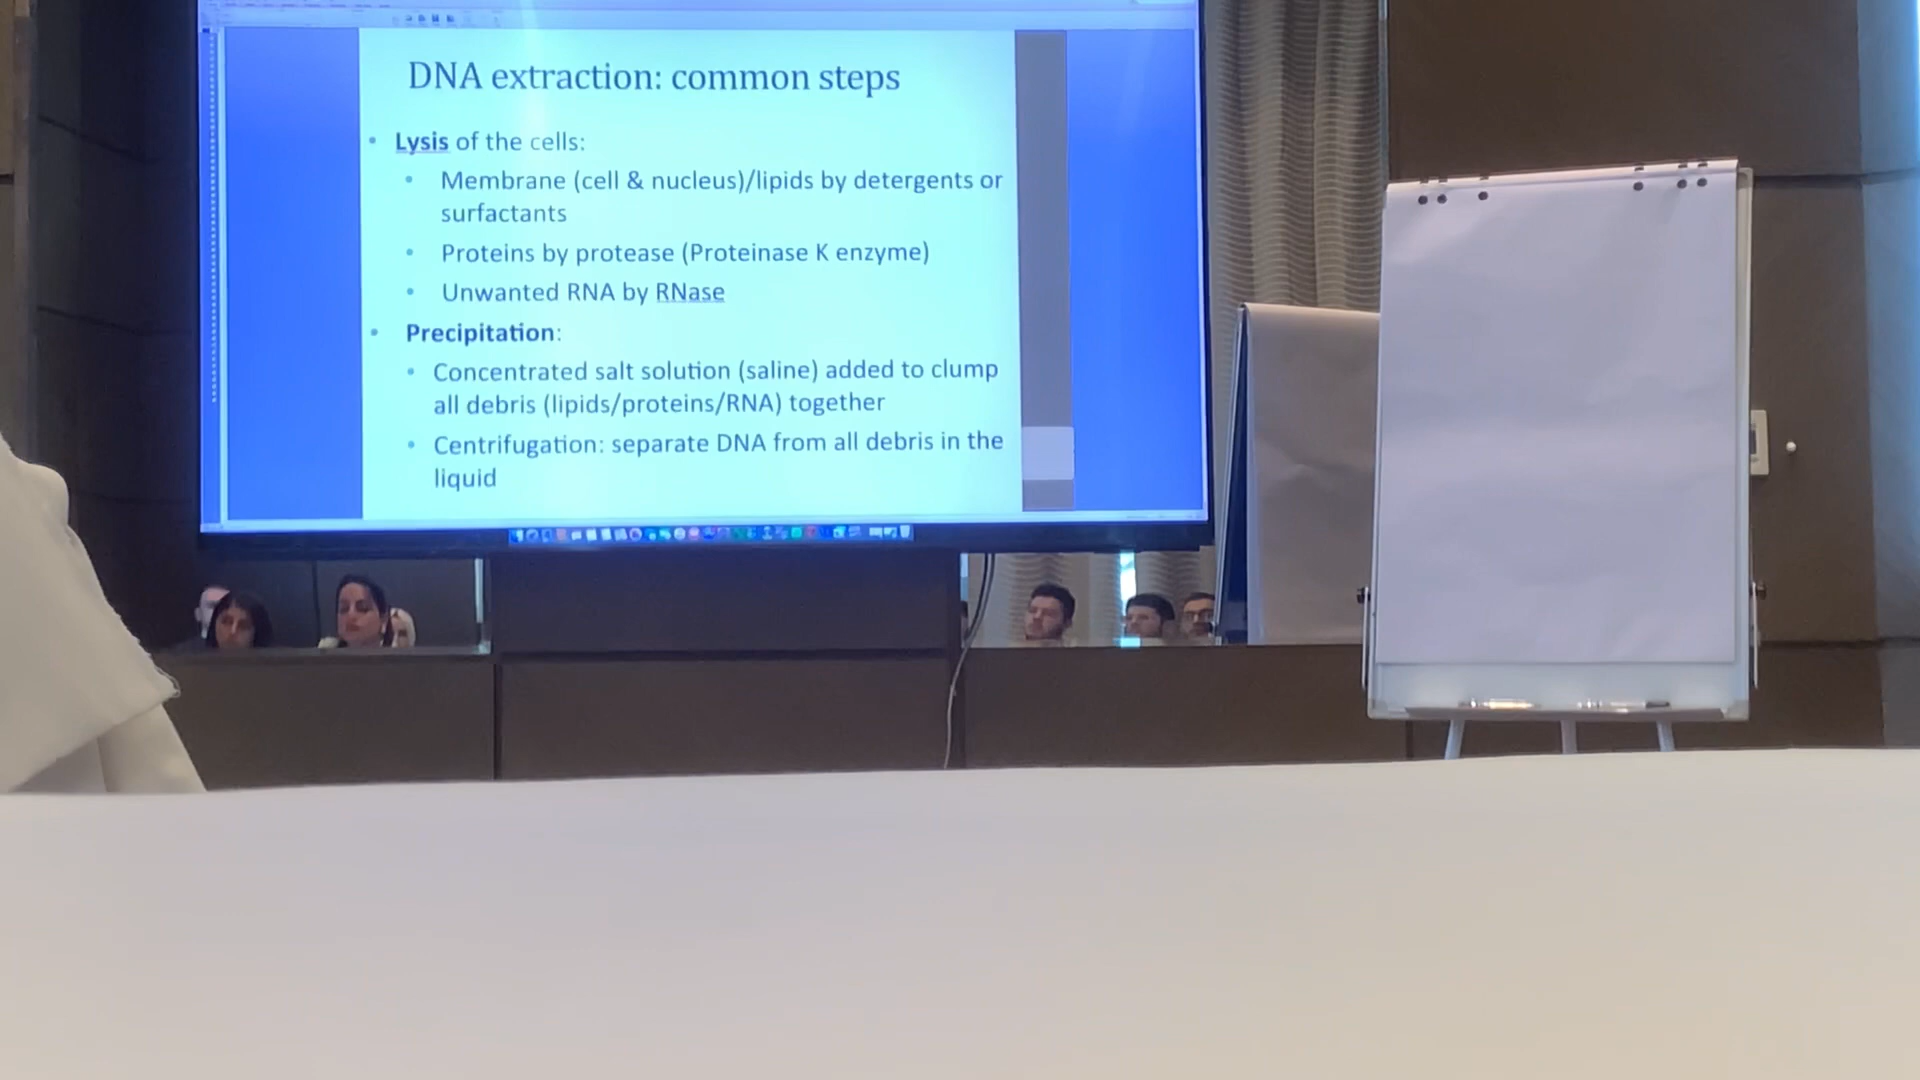 DNA extraction: common steps
• Lysis of the cells:
• Membrane (cell & nucleus)/lipids by detergents or
surfactants
• Proteins by protease (Proteinase K enzyme)
• Unwanted RNA by RNase
• Precipitation:
• Concentrated salt solution (saline) added to clump
all debris (lipids/proteins/RNA) together
• Centrifugation: separate DNA from all debris in the
liquid